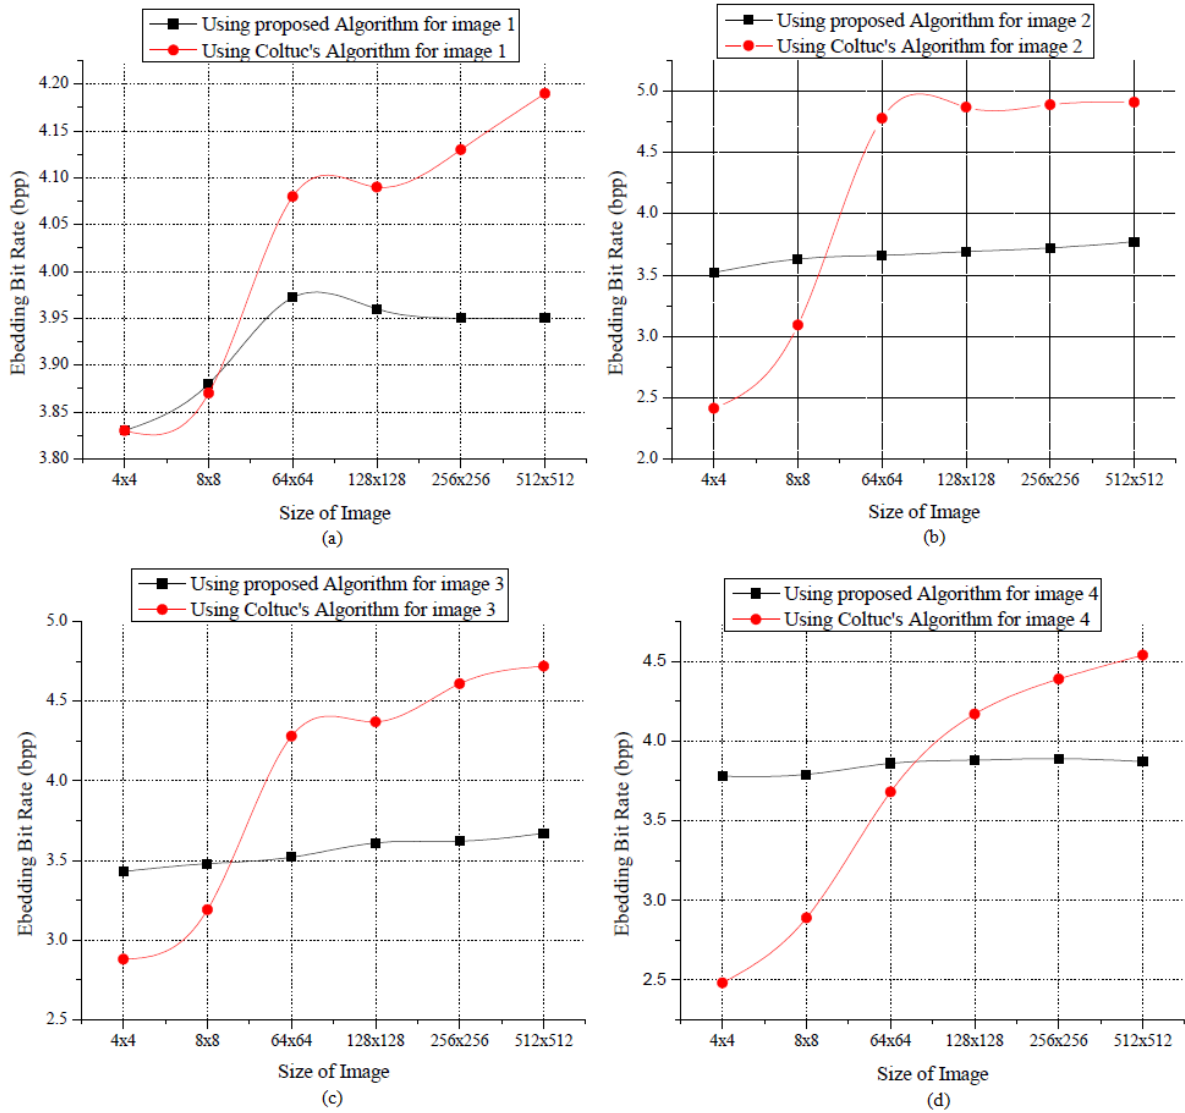 Using proposed Algorithm for image 1
Using Coltuc's Algorithm for image 1
4.20
4.15
4.10
4.05
4.00
3.95
3.90
3.85
3.80
Ebedding Bit Rate (bpp)
4x4 8x8 64x64 128x128 256x256 512x512
Size of Image
(a)
Using proposed Algorithm for image 2
Using Coltuc's Algorithm for image 2
5.0
4.5
4.0
3.5
3.0
2.5
2.0
Ebedding Bit Rate (bpp)
4x4 8x8 64x64 128x128 256x256 512x512
Size of Image
(b)
Using proposed Algorithm for image 3
Using Coltuc's Algorithm for image 3
5.0
4.5
4.0
3.5
3.0
2.5
Ebedding Bit Rate (bpp)
4x4 8x8 64x64 128x128 256x256 512x512
Size of Image
(c)
Using proposed Algorithm for image 4
Using Coltuc's Algorithm for image 4
4.5
4.0
3.5
3.0
2.5
Ebedding Bit Rate (bpp)
4x4 8x8 64x64 128x128 256x256 512x512
Size of Image
(d)